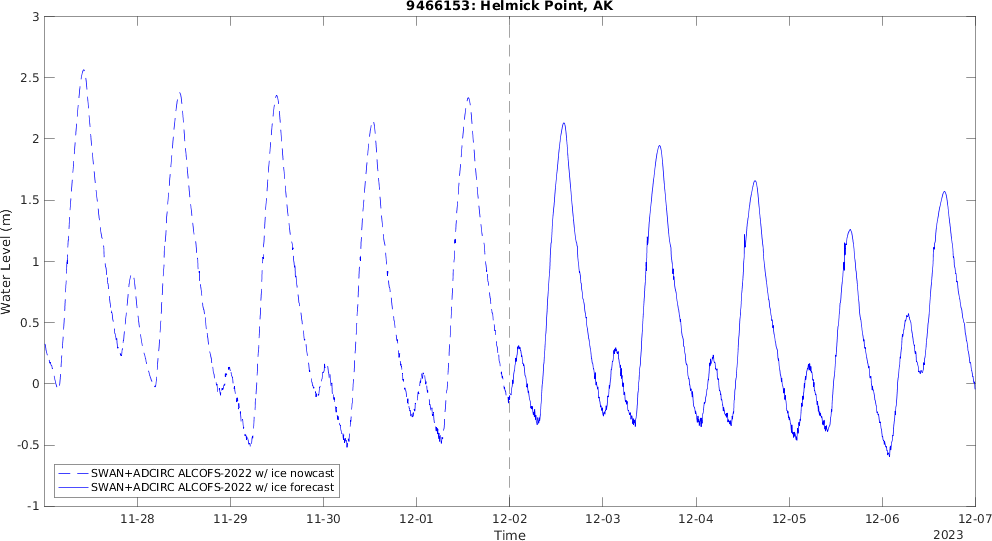 9466153: Helmick Point, AK
3
2.5
2
1.5
1
0.5
0
-0.5
-1
Water Level (m)
SWAN+ADCIRC ALCOFS-2022 w/ ice nowcast
SWAN+ADCIRC ALCOFS-2022 w/ ice forecast
11-28 11-29 11-30 12-01 12-02 12-03 12-04 12-05 12-06 12-07
Time
2023